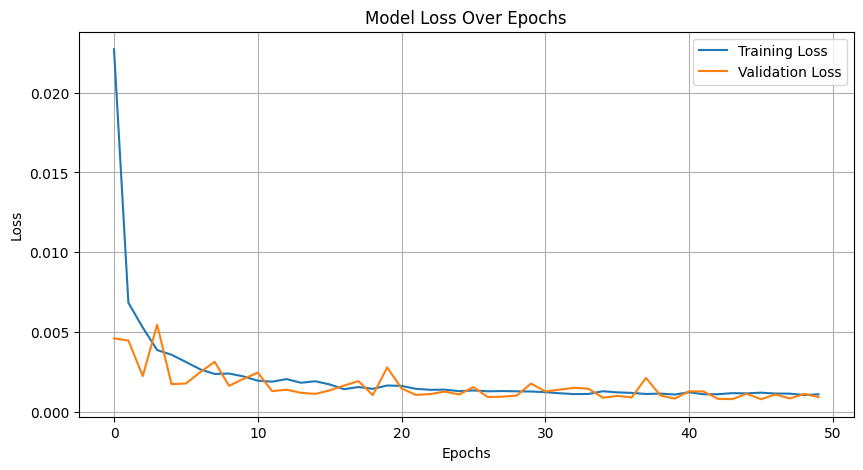 Model Loss Over Epochs
Training Loss
Validation Loss
Loss
0.020
0.015
0.010
0.005
0.000
0
10
20
30
40
50
Epochs